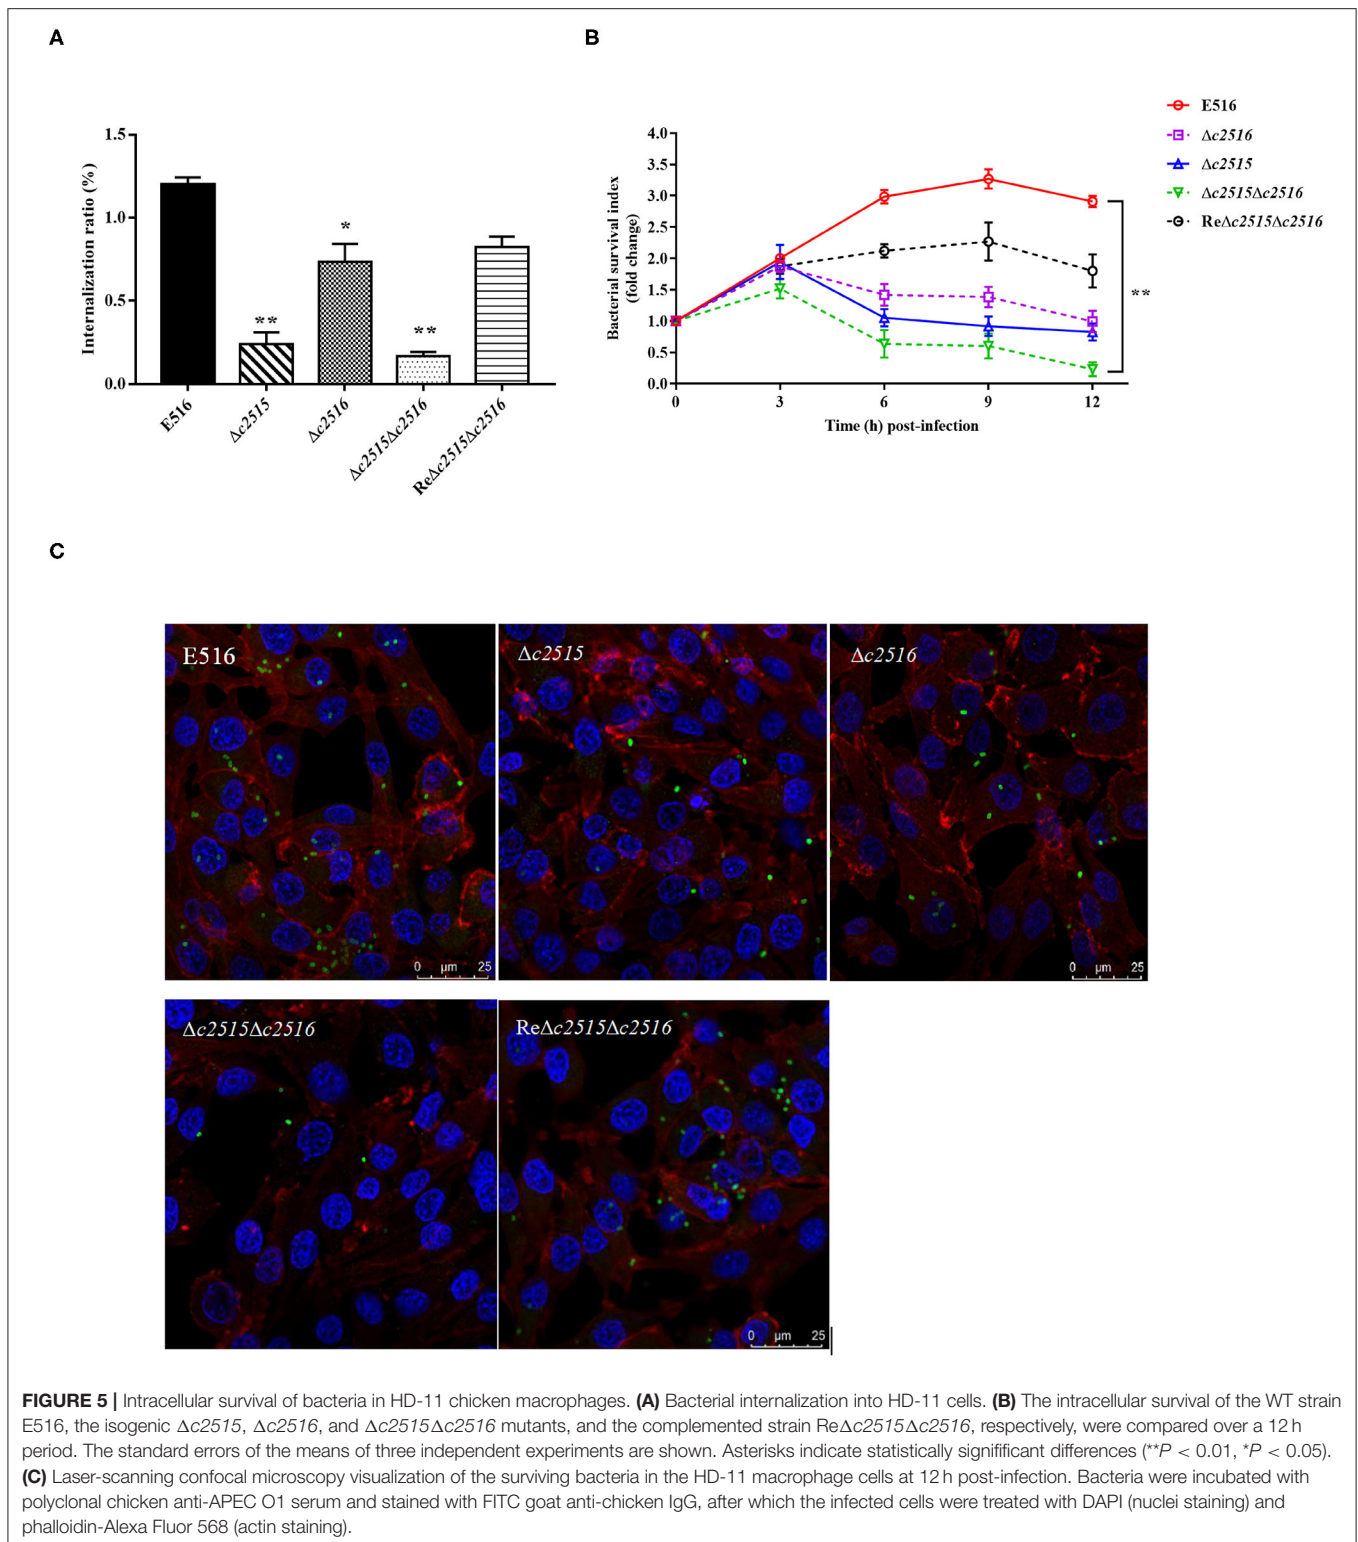 A
B
1.5
1.0
0.5
0.0
Internalization ratio (%)
**
*
**
E516
Δc2515
Δc2516
Δc2515Δc2516
ReΔc2515Δc2516
4.0
3.5
3.0
2.5
2.0
1.5
1.0
0.5
0.0
Bacterial survival index
(fold change)
0 3 6 9 12
Time (h) post-infection
**
E516
Δc2516
Δc2515
Δc2515Δc2516
ReΔc2515Δc2516
C
E516
Δc2515
Δc2516
0 µm 25
0 µm 25
Δc2515Δc2516
ReΔc2515Δc2516
0 µm 25
FIGURE 5 | Intracellular survival of bacteria in HD-11 chicken macrophages. (A) Bacterial internalization into HD-11 cells. (B) The intracellular survival of the WT strain
E516, the isogenic Δc2515, Δc2516, and Δc2515Δc2516 mutants, and the complemented strain ReΔc2515Δc2516, respectively, were compared over a 12 h
period. The standard errors of the means of three independent experiments are shown. Asterisks indicate statistically signifificant differences (**P < 0.01, *P < 0.05).
(C) Laser-scanning confocal microscopy visualization of the surviving bacteria in the HD-11 macrophage cells at 12 h post-infection. Bacteria were incubated with
polyclonal chicken anti-APEC O1 serum and stained with FITC goat anti-chicken IgG, after which the infected cells were treated with DAPI (nuclei staining) and
phalloidin-Alexa Fluor 568 (actin staining).